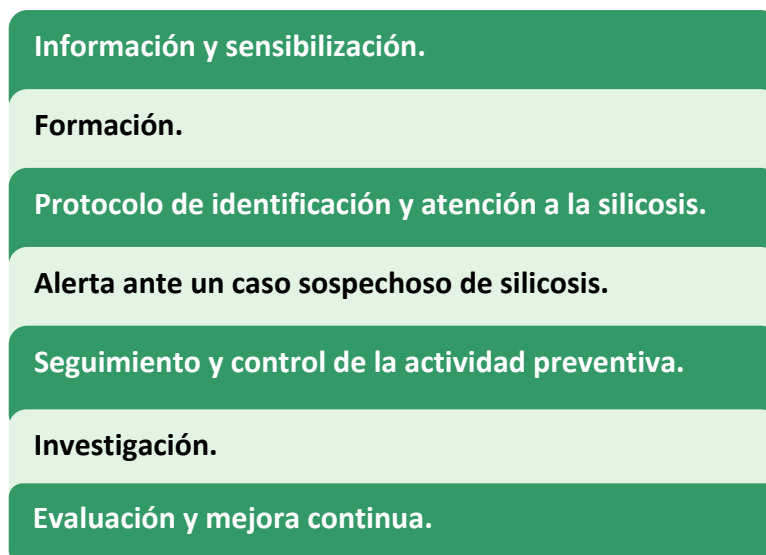 Información y sensibilización.
Formación.
Protocolo de identificación y atención a la silicosis.
Alerta ante un caso sospechoso de silicosis.
Seguimiento y control de la actividad preventiva.
Investigación.
Evaluación y mejora continua.